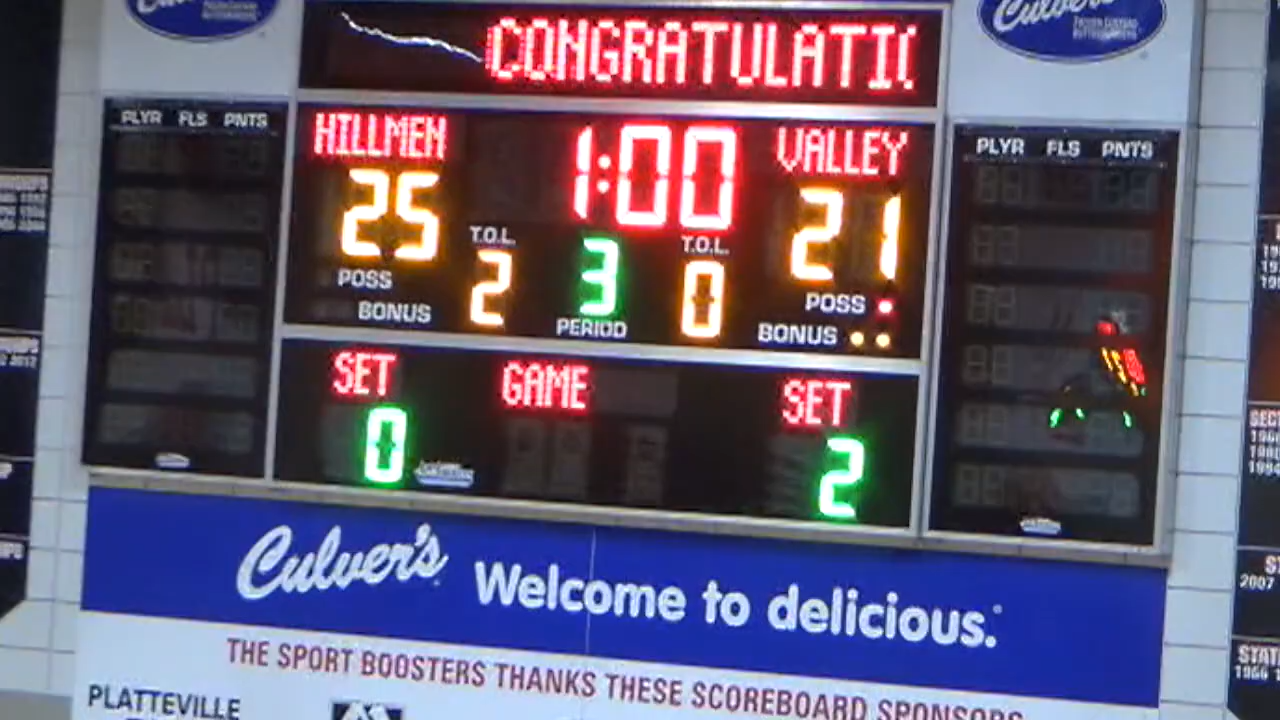 Culver's
Culver's
CONGRATULATI
PLYR FLS PNTS
HILLMEN
1:00
VALLEY
PLYR FLS PNTS
25
21
T.O.L.
2
3
T.O.L.
0
POSS
BONUS
PERIOD
POSS
BONUS
SET
GAME
SET
0
2
Culver's Welcome to delicious.
THE SPORT BOOSTERS THANKS THESE SCOREBOARD SPONSORS
PLATTEVILLE
2007